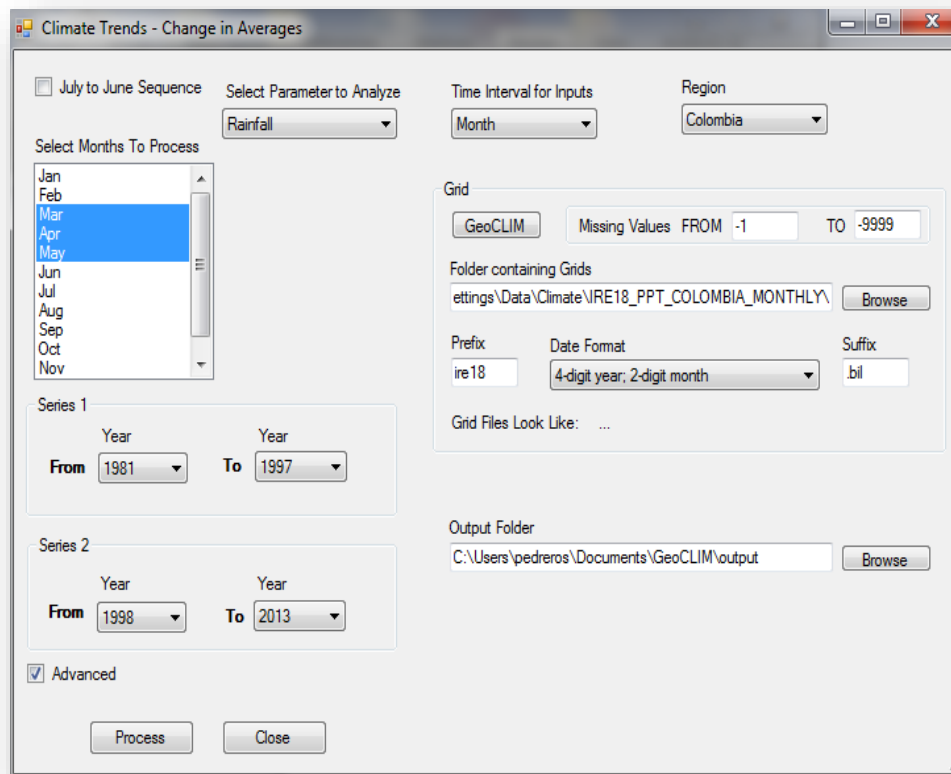 Climate Trends - Change in Averages
July to June Sequence
Select Parameter to Analyze
Rainfall
Time Interval for Inputs
Month
Region
Colombia
Select Months To Process
Jan
Feb
Mar
Apr
May
Jun
Jul
Aug
Sep
Oct
Nov
Series 1
Year
Year
From 1981 To 1997
Series 2
Year
Year
From 1998 To 2013
Advanced
Process
Close
Grid
GeoCLIM
Missing Values FROM -1 TO -9999
Folder containing Grids
ettings\Data\Climate\IRE18_PPT_COLOMBIA_MONTHLY\
Browse
Prefix
ire18
Date Format
4-digit year; 2-digit month
Suffix
.bil
Grid Files Look Like: ...
Output Folder
C:\Users\pedreros\Documents\GeoCLIM\output
Browse